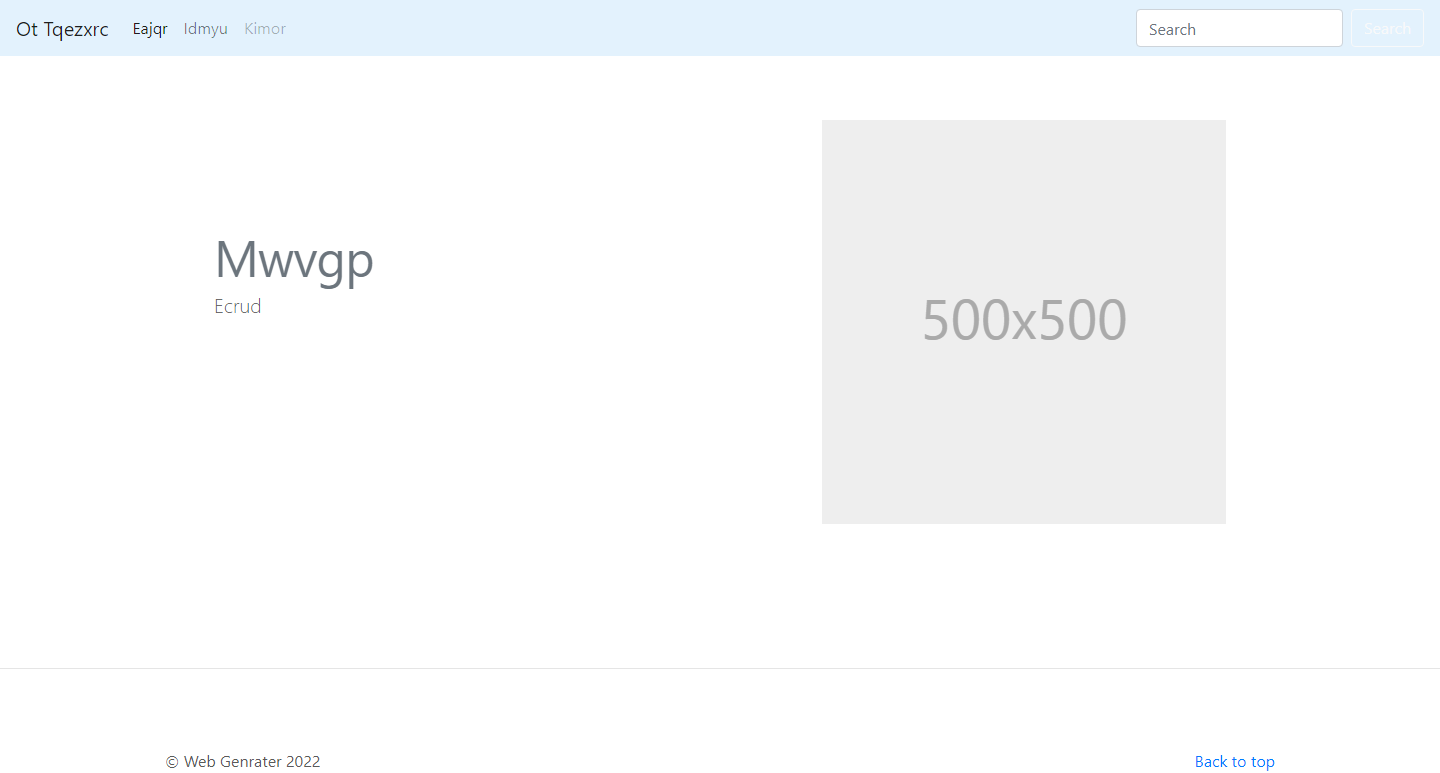 Ot Tqezxrc Eajqr Idmyu Kimor Search Search
Mwvgp
Ecrud
500x500
© Web Genrater 2022 Back to top